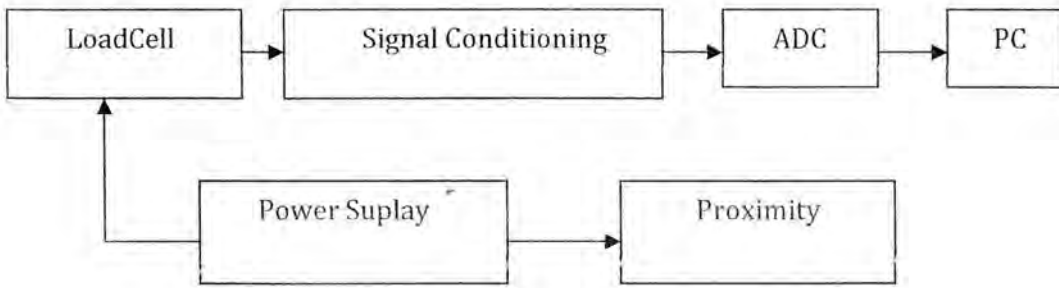 LoadCell
Signal Conditioning
ADC
PC
Power Suplay
Proximity